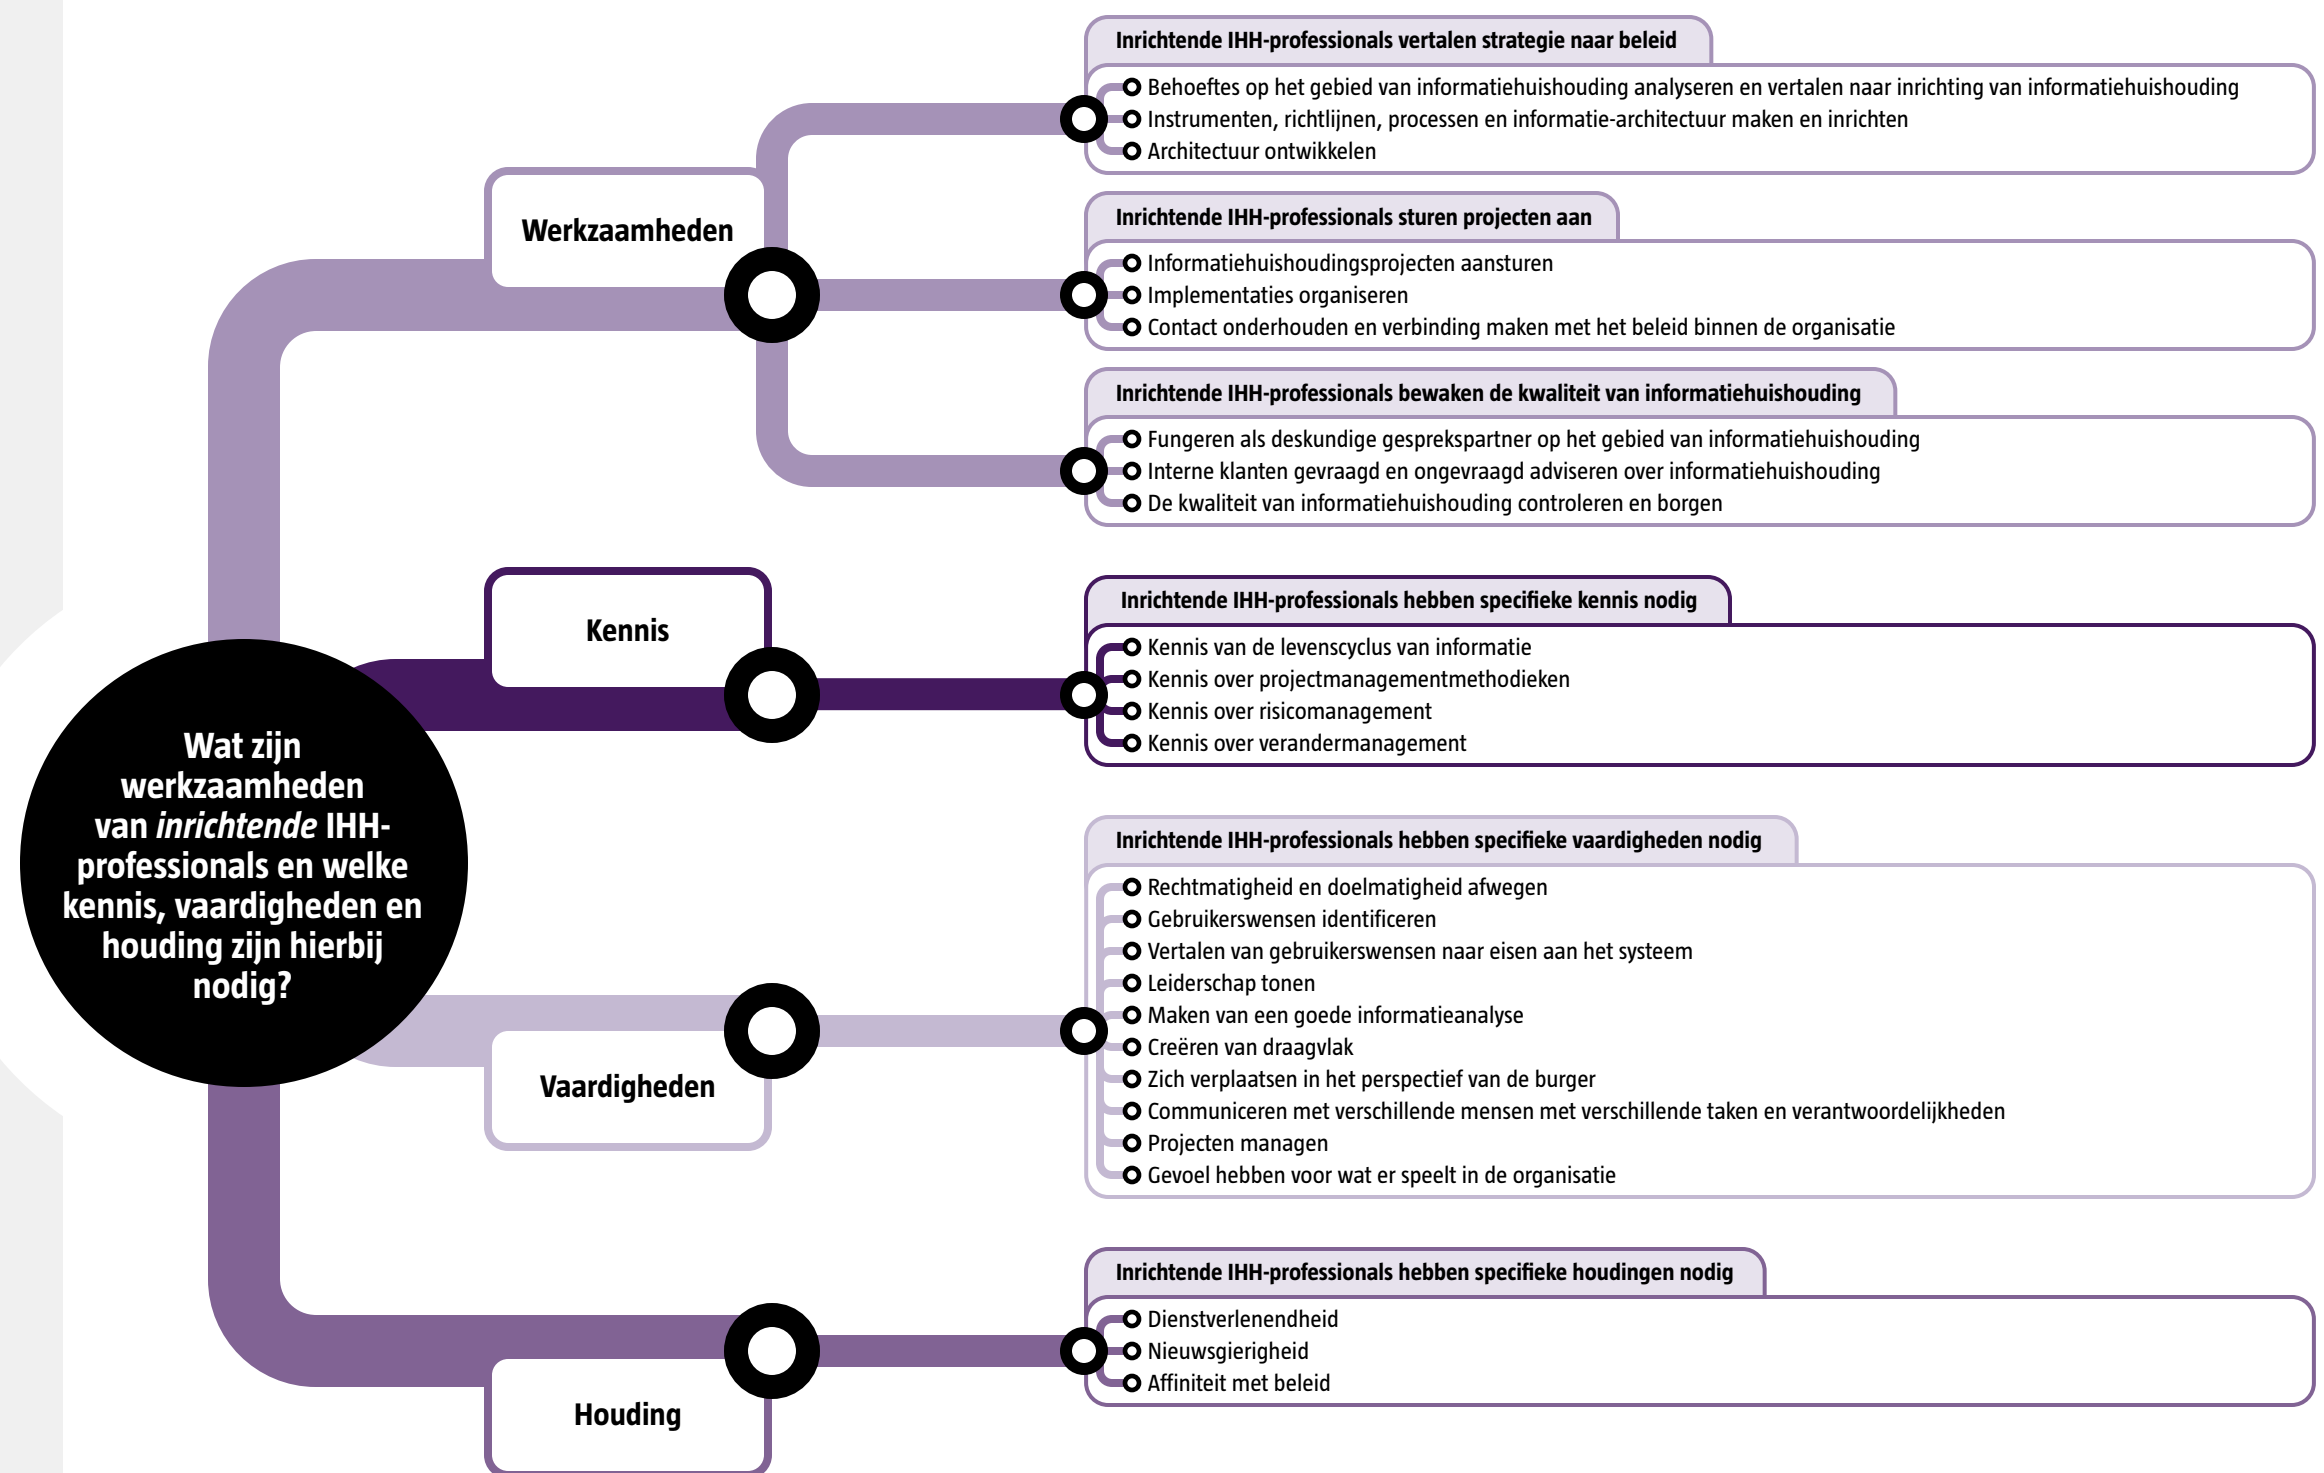 Wat zijn
werkzaamheden
van inrichtende IHH-
professionals en welke
kennis, vaardigheden en
houding zijn hierbij
nodig?
Werkzaamheden
Inrichtende IHH-professionals vertalen strategie naar beleid
Behoeftes op het gebied van informatiehuishouding analyseren en vertalen naar inrichting van informatiehuishouding
Instrumenten, richtlijnen, processen en informatie-architectuur maken en inrichten
Architectuur ontwikkelen
Inrichtende IHH-professionals sturen projecten aan
Informatiehuishoudingsprojecten aansturen
Implementaties organiseren
Contact onderhouden en verbinding maken met het beleid binnen de organisatie
Inrichtende IHH-professionals bewaken de kwaliteit van informatiehuishouding
Fungeren als deskundige gesprekspartner op het gebied van informatiehuishouding
Interne klanten gevraagd en ongevraagd adviseren over informatiehuishouding
De kwaliteit van informatiehuishouding controleren en borgen
Kennis
Inrichtende IHH-professionals hebben specifieke kennis nodig
Kennis van de levenscyclus van informatie
Kennis over projectmanagementmethodieken
Kennis over risicomanagement
Kennis over verandermanagement
Vaardigheden
Inrichtende IHH-professionals hebben specifieke vaardigheden nodig
Rechtmatigheid en doelmatigheid afwegen
Gebruikerswensen identificeren
Vertalen van gebruikerswensen naar eisen aan het systeem
Leiderschap tonen
Maken van een goede informatieanalyse
Creëren van draagvlak
Zich verplaatsen in het perspectief van de burger
Communiceren met verschillende mensen met verschillende taken en verantwoordelijkheden
Projecten managen
Gevoel hebben voor wat er speelt in de organisatie
Houding
Inrichtende IHH-professionals hebben specifieke houdingen nodig
Dienstverlenendheid
Nieuwsgierigheid
Affiniteit met beleid